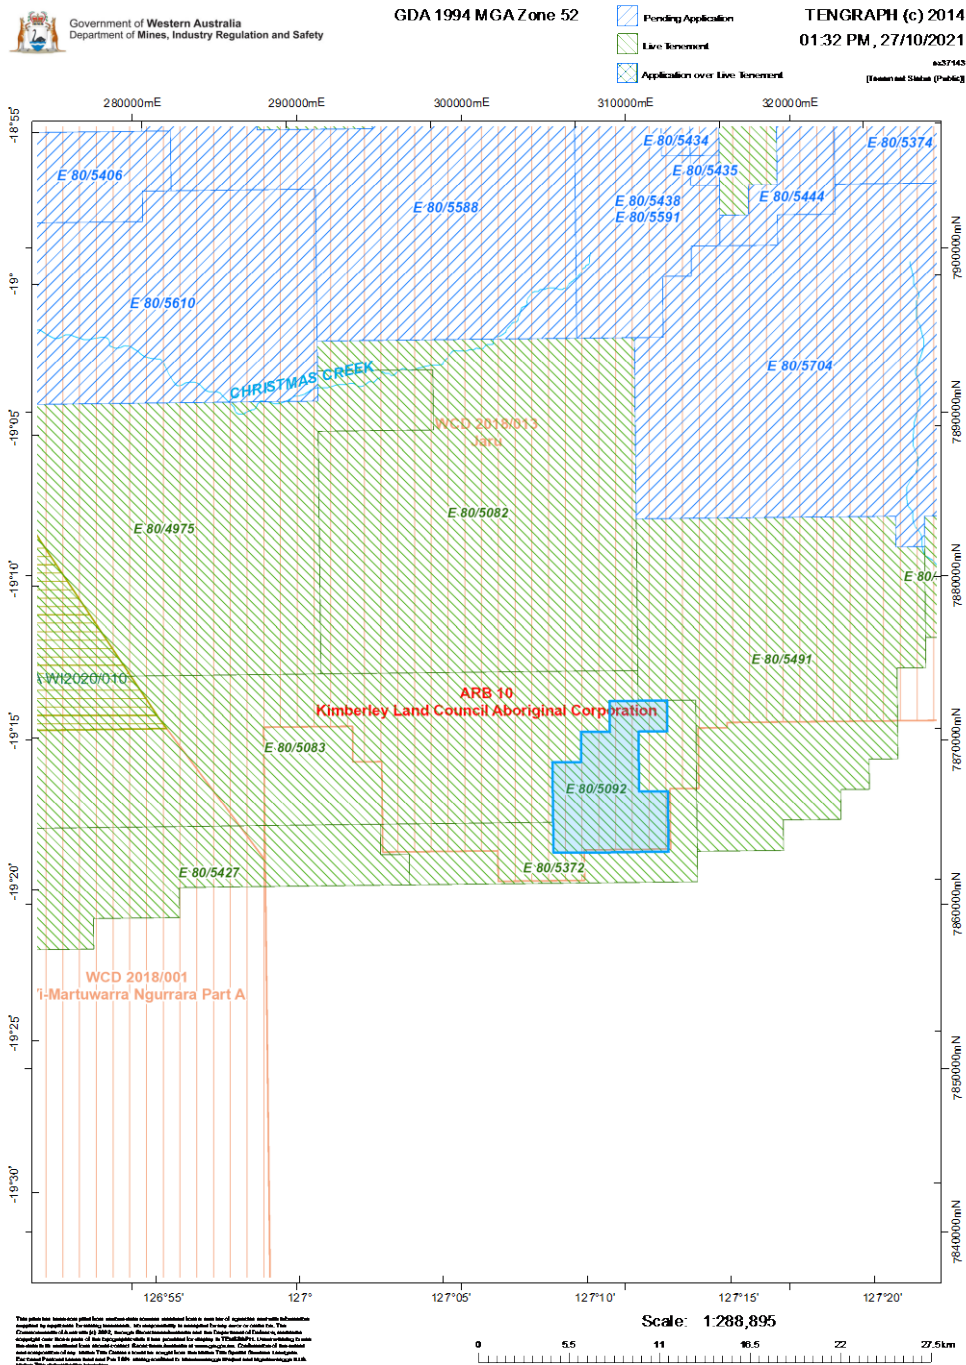 Government of Western Australia
Department of Mines, Industry Regulation and Safety
GDA 1994 MGA Zone 52
Pending Application
Live Tenement
Application over Live Tenement
TENGRAPH (c) 2014
01:32 PM, 27/10/2021
[Tenement Status (Public)]
280000mE
290000mE
300000mE
310000mE
320000mE
-18°55'
-19°
-19°05'
-19°10'
-19°15'
-19°20'
-19°25'
-19°30'
7900000mN
7890000mN
7880000mN
7870000mN
7860000mN
7850000mN
7840000mN
E 80/5406
E 80/5588
E 80/5434
E 80/5435
E 80/5374
E 80/5438
E 80/5591
E 80/5444
E 80/5610
E 80/5704
CHRISTMAS CREEK
WCD 2018/013
Jaru
E 80/4975
E 80/5082
E 80/
E 80/5491
WI2020/010
ARB 10
Kimberley Land Council Aboriginal Corporation
E 80/5083
E 80/5092
E 80/5427
E 80/5372
WCD 2018/001
'i-Martuwarra Ngurrara Part A
126°55'
127°
127°05'
127°10'
127°15'
127°20'
Scale: 1:288,895
0
5.5
11
16.5
22
27.5km